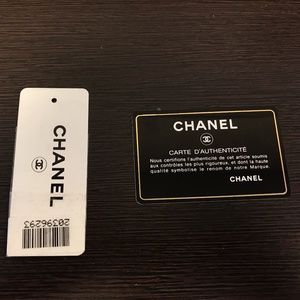 CHANEL
20396293
CHANEL
CARTE D'AUTHENTICITÉ
Nous certifions l'authenticité de cet article soumis
aux contrôles les plus rigoureux, et dont la haute
qualité symbolise le renom de notre Marque.
CHANEL